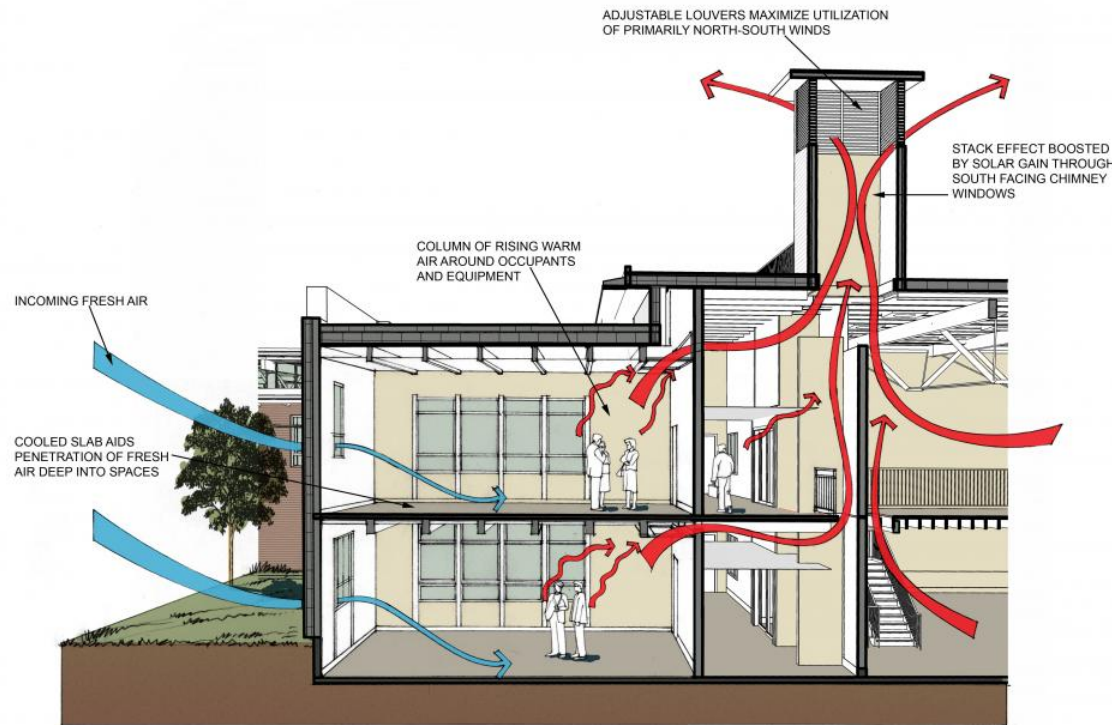 ADJUSTABLE LOUVERS MAXIMIZE UTILIZATION
OF PRIMARILY NORTH-SOUTH WINDS
STACK EFFECT BOOSTED
BY SOLAR GAIN THROUGH
SOUTH FACING CHIMNEY
WINDOWS
COLUMN OF RISING WARM
AIR AROUND OCCUPANTS
AND EQUIPMENT
INCOMING FRESH AIR
COOLED SLAB AIDS
PENETRATION OF FRESH
AIR DEEP INTO SPACES